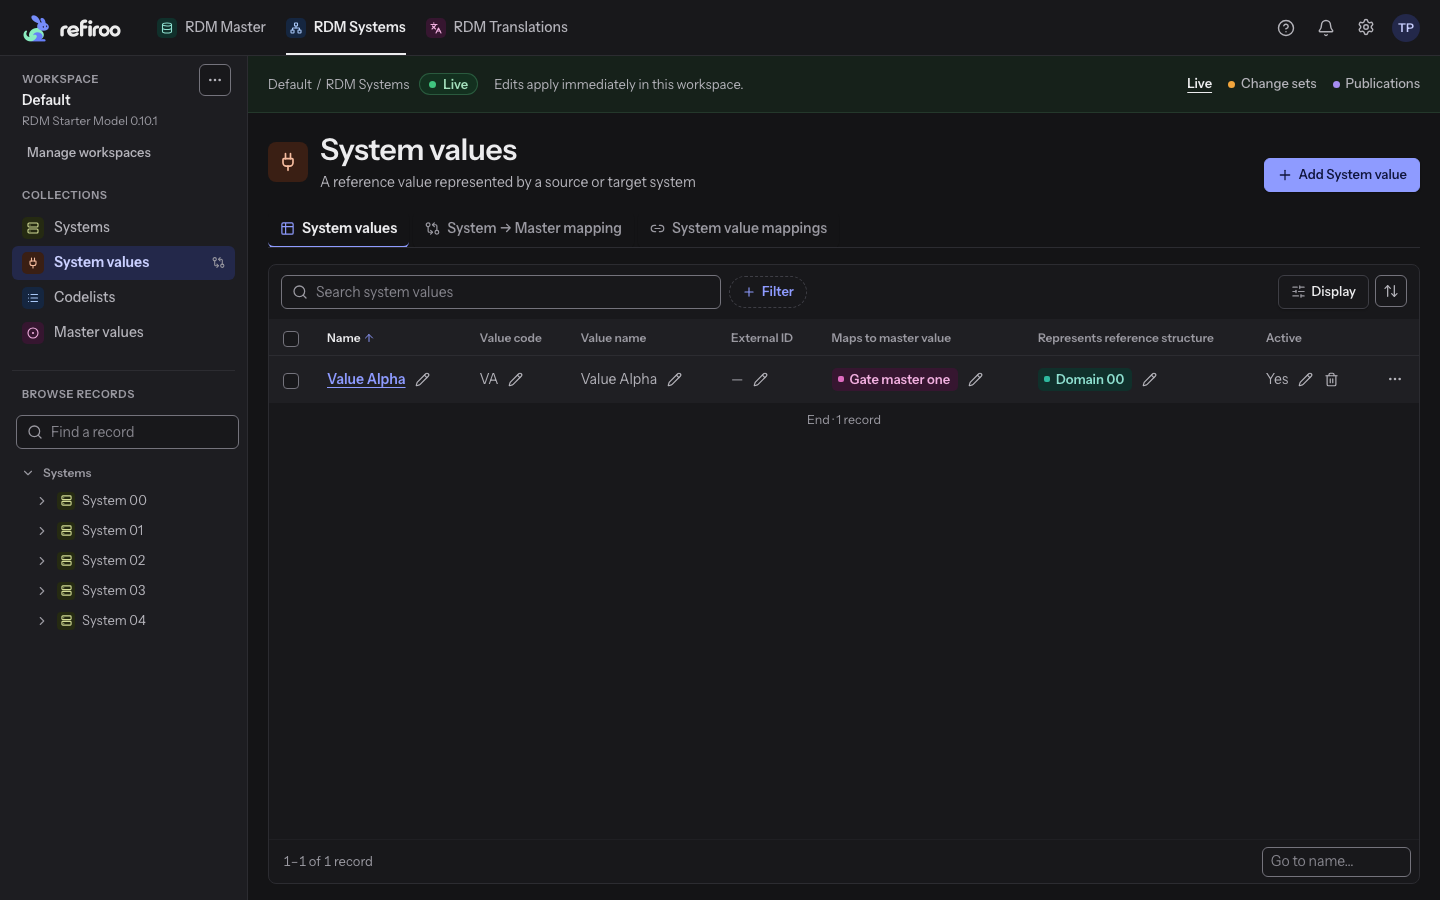 refiroo
RDM Master
RDM Systems
RDM Translations
TP
WORKSPACE
Default
RDM Starter Model 0.10.1
Manage workspaces
COLLECTIONS
Systems
System values
Codelists
Master values
BROWSE RECORDS
Find a record
Systems
System 00
System 01
System 02
System 03
System 04
Default / RDM Systems
Live
Edits apply immediately in this workspace.
Live
Change sets
Publications
System values
A reference value represented by a source or target system
Add System value
System values
System → Master mapping
System value mappings
Search system values
Filter
Display
Name ↑
Value code
Value name
External ID
Maps to master value
Represents reference structure
Active
Value Alpha
VA
Value Alpha
—
Gate master one
Domain 00
Yes
End · 1 record
1–1 of 1 record
Go to name...